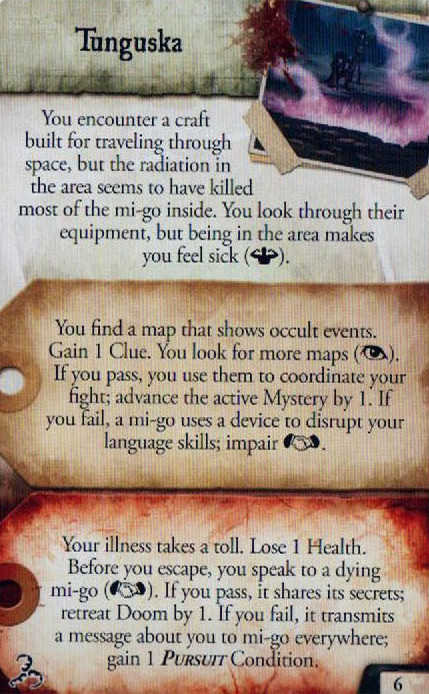 Tunguska
You encounter a craft
built for traveling through
space, but the radiation in
the area seems to have killed
most of the mi-go inside. You look through their
equipment, but being in the area makes
you feel sick ( ).
You find a map that shows occult events.
Gain 1 Clue. You look for more maps ( ).
If you pass, you use them to coordinate your
fight; advance the active Mystery by 1. If
you fail, a mi-go uses a device to disrupt your
language skills; impair .
Your illness takes a toll. Lose 1 Health.
Before you escape, you speak to a dying
mi-go ( ). If you pass, it shares its secrets;
retreat Doom by 1. If you fail, it transmits
a message about you to mi-go everywhere;
gain 1 PURSUIT Condition.
6